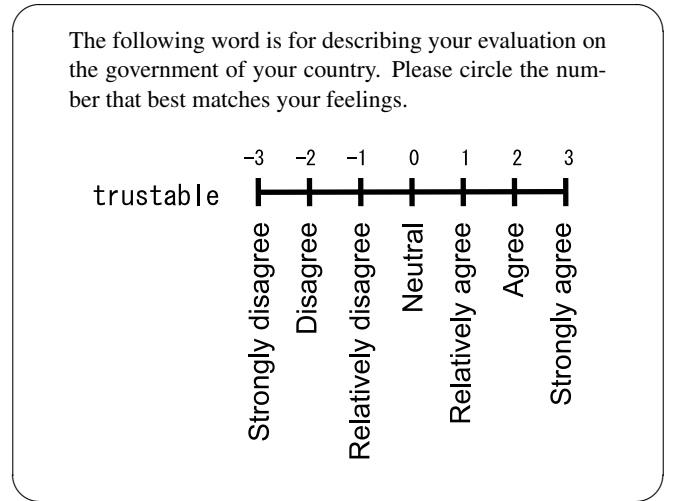 The following word is for describing your evaluation on
the government of your country. Please circle the num-
ber that best matches your feelings.
-3 -2 -1 0 1 2 3
trustable
Strongly disagree
Disagree
Relatively disagree
Neutral
Relatively agree
Agree
Strongly agree